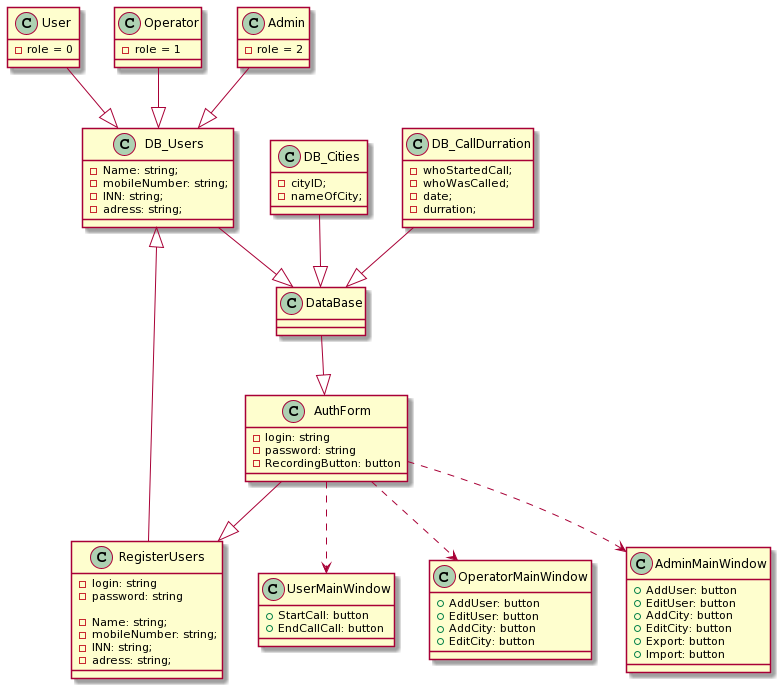 C User
role = 0
C Operator
role = 1
C Admin
role = 2
C DB_Users
Name: string;
mobileNumber: string;
INN: string;
adress: string;
C DB_Cities
cityID;
nameOfCity;
C DB_CallDurration
whoStartedCall;
whoWasCalled;
date;
durration;
C DataBase
C AuthForm
login: string
password: string
RecordingButton: button
C RegisterUsers
login: string
password: string
Name: string;
mobileNumber: string;
INN: string;
adress: string;
C UserMainWindow
StartCall: button
EndCallCall: button
C OperatorMainWindow
AddUser: button
EditUser: button
AddCity: button
EditCity: button
C AdminMainWindow
AddUser: button
EditUser: button
AddCity: button
EditCity: button
Export: button
Import: button